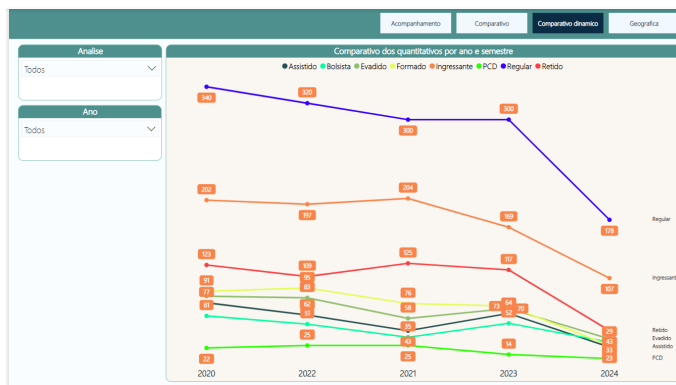 Acompanhamento Comparativo Comparativo dinamico Geografica
Analise
Todos
Ano
Todos
Comparativo dos quantitativos por ano e semestre
Assistido Bolsista Evadido Formado Ingressante PCD Regular Retido
340 320 300 300 178
202 197 204 169 107
123 109 125 117 29
91 95 76 64 43
77 83 58 73 70 33
61 62 35 52 23
51 43 14
22 25 25
Regular
Ingressante
Retido
Evadido
Assistido
PCD
2020 2022 2021 2023 2024